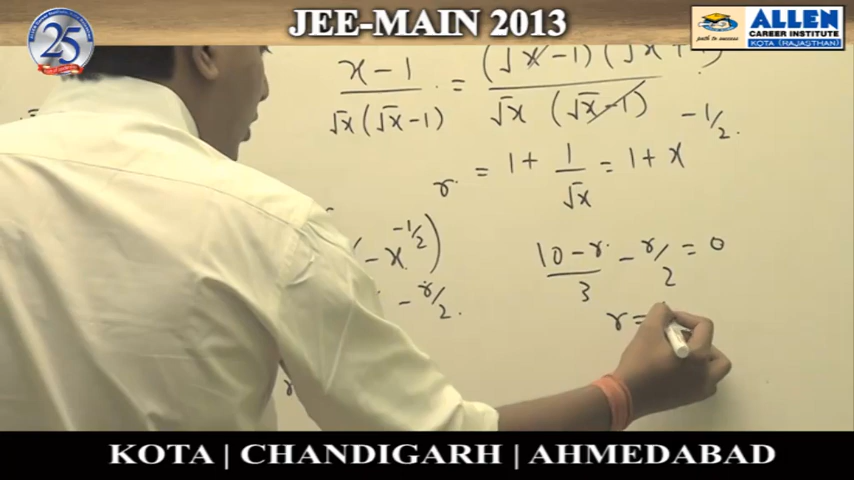 JEE-MAIN 2013
25
path to success
ALLEN
CAREER INSTITUTE
KOTA (RAJASTHAN)
x-1 / √x(√x-1) = (√x-1)(√x+ / √x (√x-1)
r. = 1+ 1/√x = 1+ x -1/2.
(-x -1/2)
- r/2.
10-r / 3 - r/2 = 0
r=
KOTA | CHANDIGARH | AHMEDABAD